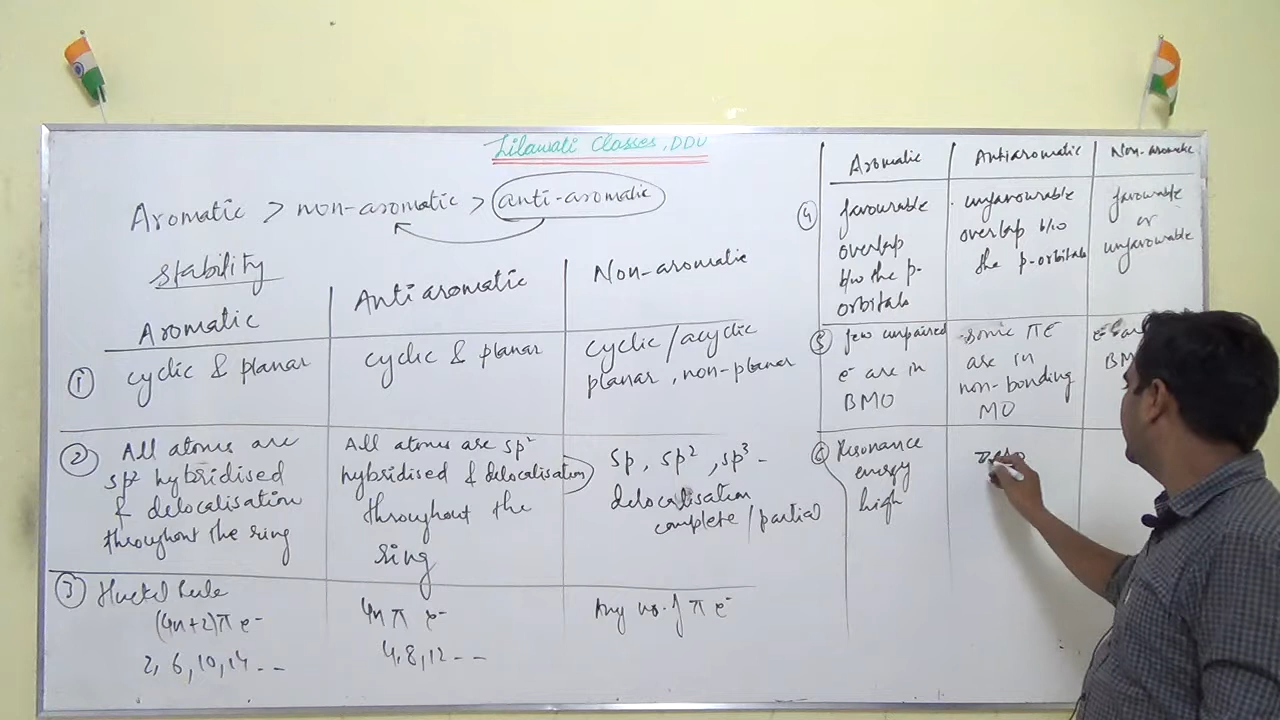 Lilawati Classes, DDU
Aromatic > non-aromatic > anti-aromatic
stability
Aromatic
Anti aromatic
Non-aromatic
① cyclic & planar
cyclic & planar
cyclic / acyclic
planar, non-planar
② All atoms are
sp² hybridised
& delocalisation
throughout the ring
All atoms are sp²
hybridised & delocalisation
throughout the
ring
sp, sp², sp³ -
delocalisation
complete / partial
③ Huckel Rule
(4n+2)π e-
2, 6, 10, 14 --
4n π e-
4, 8, 12 ---
Any no. of π e-
Aromatic
Antiaromatic
Non-aromatic
④ favourable
overlap
b/w the p-
orbitals
unfavourable
overlap b/w
the p-orbitals
favourable
or
unfavourable
⑤ few unpaired
e- are in
BMO
some πe
are in
non-bonding
MO
BM
⑥ Resonance
energy
high
zero